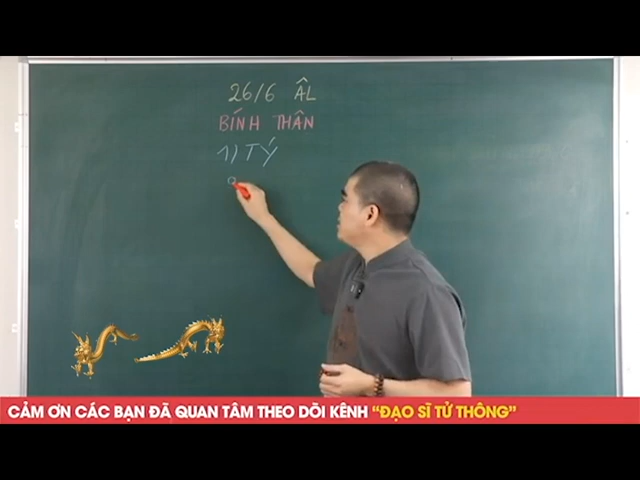 26/6 ÂL
BÍNH THÂN
1) TÝ
CẢM ƠN CÁC BẠN ĐÃ QUAN TÂM THEO DÕI KÊNH “ĐẠO SĨ TỬ THÔNG”